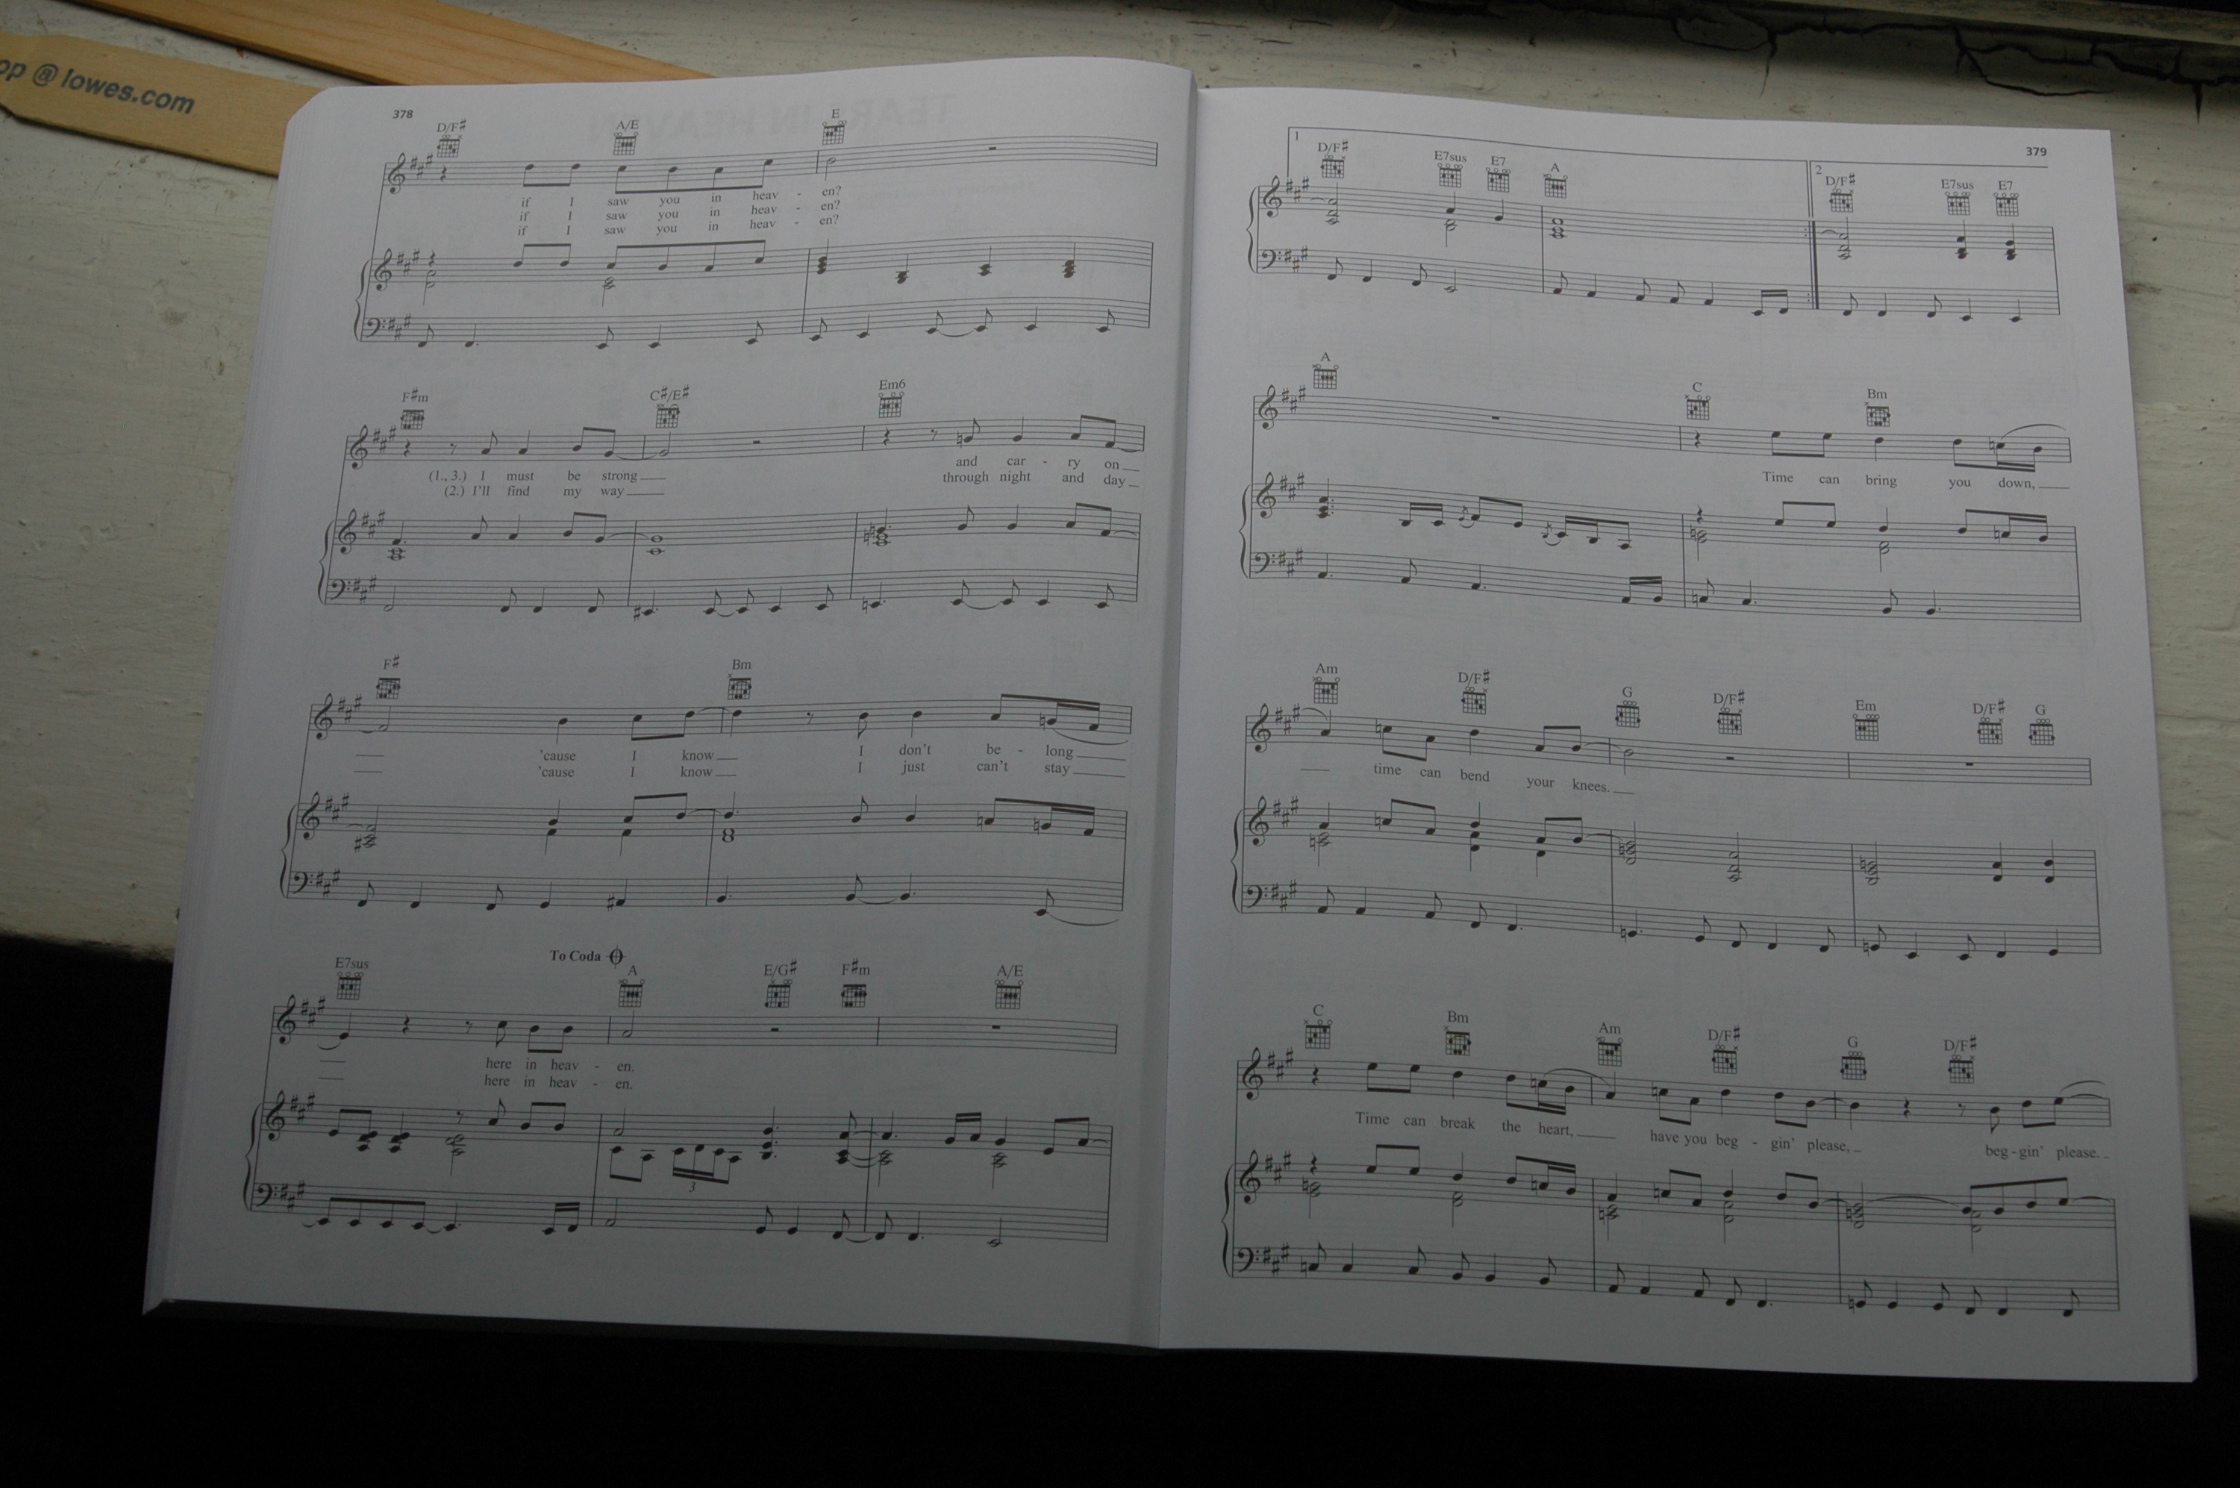 op @ lowes.com
378
D/F♯ A/E E
if I saw you in heav - en?
if I saw you in heav - en?
if I saw you in heav - en?
F♯m C♯/E♯ Em6
(1.,3.) I must be strong and car - ry on
(2.) I'll find my way through night and day
F♯ Bm
'cause I know I don't be - long
'cause I know I just can't stay
To Coda
E7sus A E/G♯ F♯m A/E
here in heav - en.
here in heav - en.
3
379
1 2
D/F♯ E7sus E7 A D/F♯ E7sus E7
A C Bm
Time can bring you down,
Am D/F♯ G D/F♯ Em D/F♯ G
time can bend your knees.
C Bm Am D/F♯ G D/F♯
Time can break the heart, have you beg - gin' please, beg - gin' please.